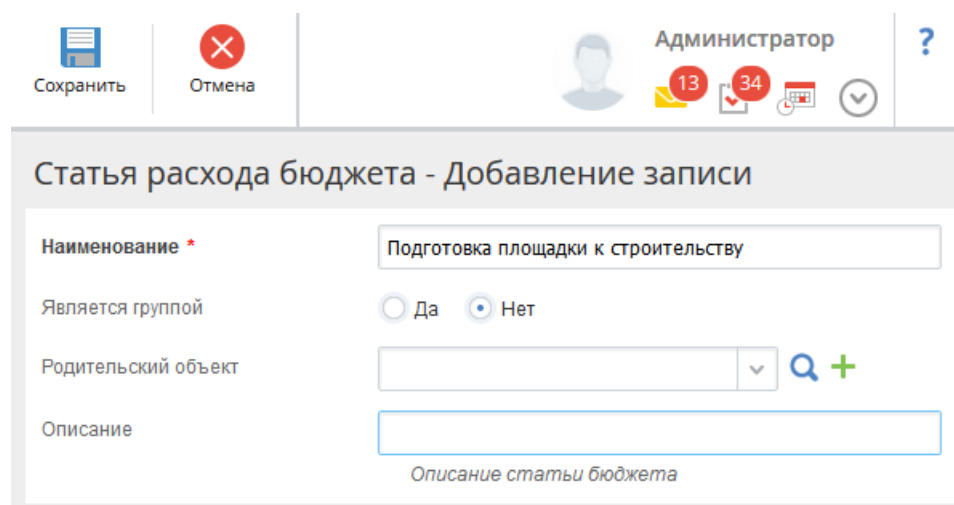 Сохранить
Отмена
Администратор
13
34
?
Статья расхода бюджета - Добавление записи
Наименование *
Подготовка площадки к строительству
Является группой
Да
Нет
Родительский объект
Описание
Описание статьи бюджета